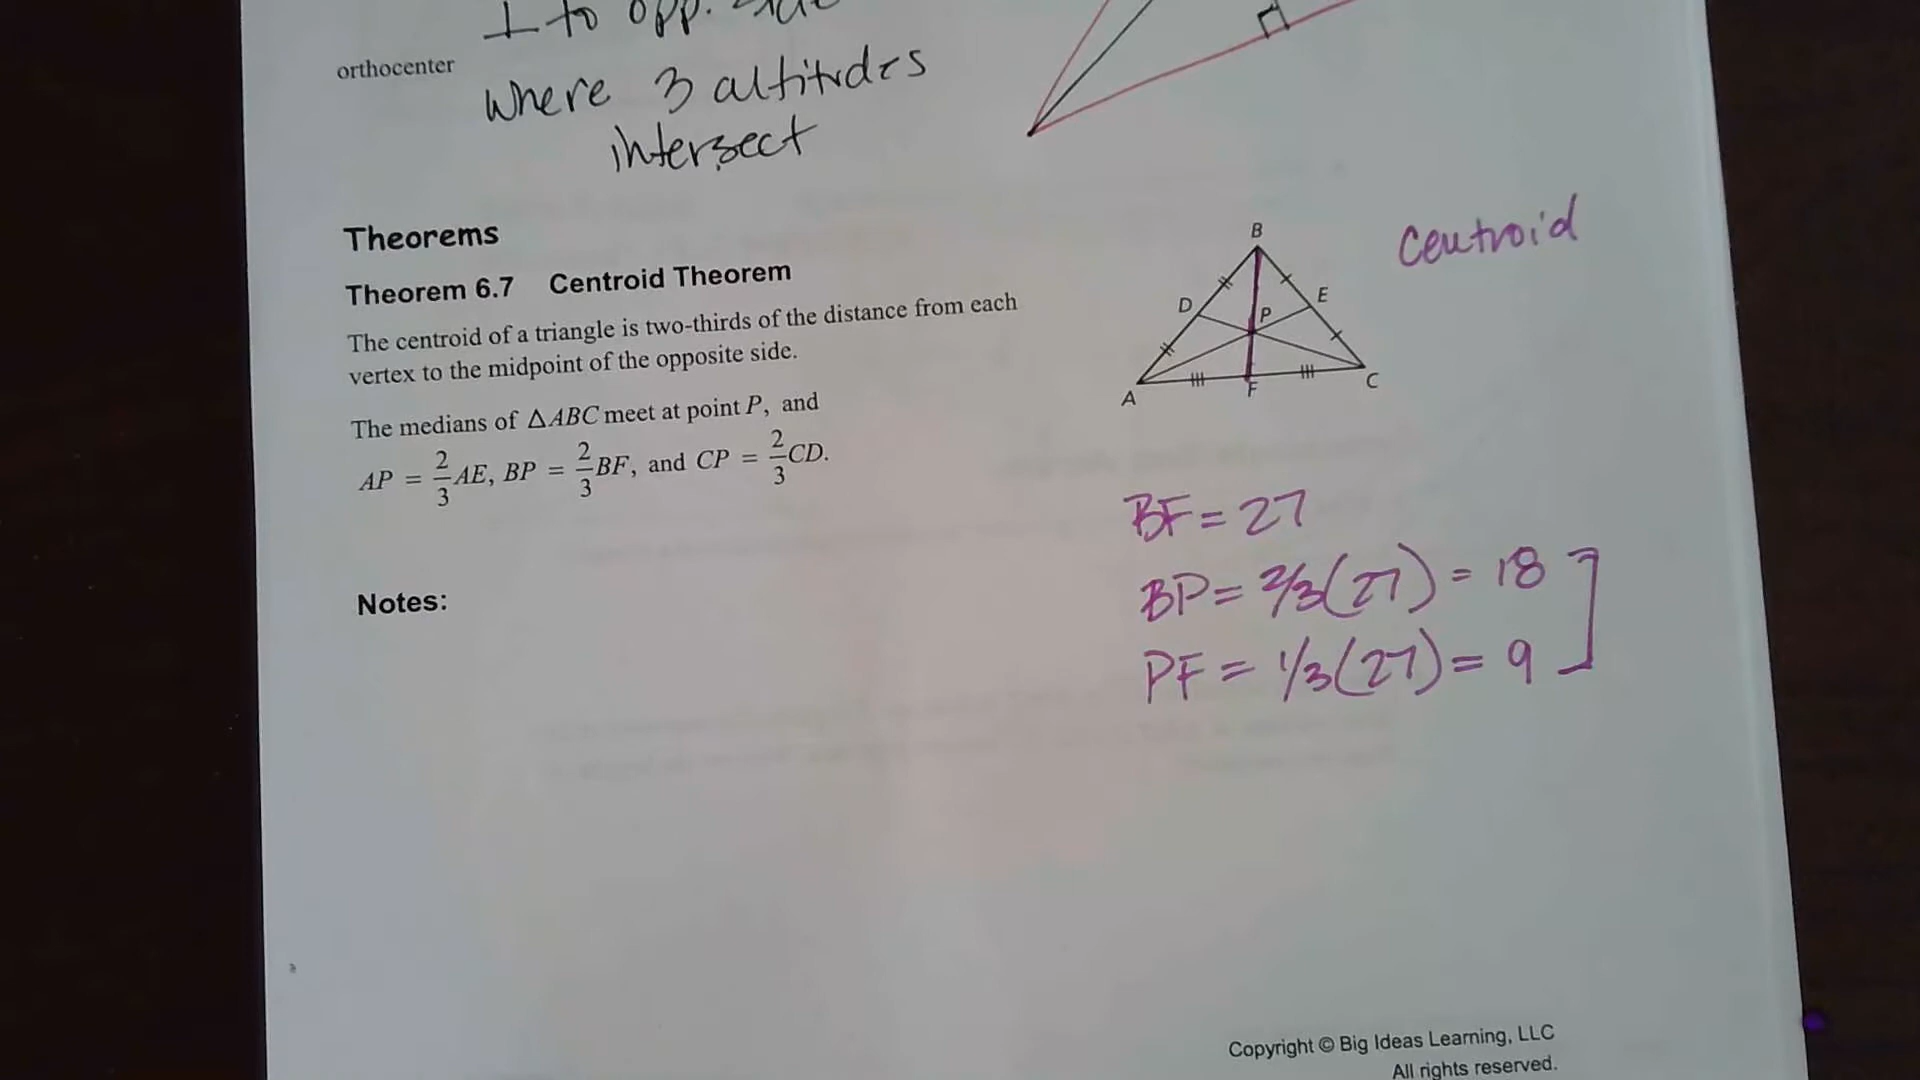 ⊥ to opp. side
orthocenter
where 3 altitudes
intersect
Theorems
Theorem 6.7 Centroid Theorem
The centroid of a triangle is two-thirds of the distance from each
vertex to the midpoint of the opposite side.
The medians of △ABC meet at point P, and
AP = 2/3 AE, BP = 2/3 BF, and CP = 2/3 CD.
Notes:
B
D
E
P
A
F
C
Centroid
BF = 27
BP = 2/3(27) = 18
PF = 1/3(27) = 9
Copyright © Big Ideas Learning, LLC
All rights reserved.